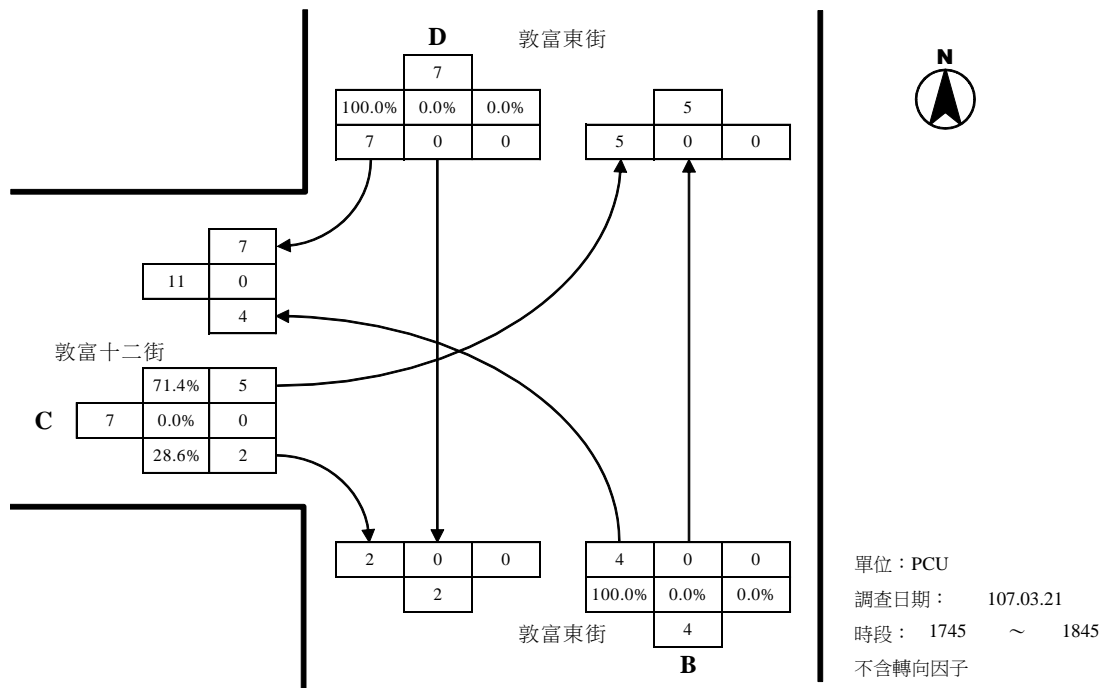 D 敦富東街
N
7
100.0% 0.0% 0.0%
7 0 0
5
5 0 0
7
11 0
4
敦富十二街
71.4% 5
C 7 0.0% 0
28.6% 2
2 0 0
2
4 0 0
100.0% 0.0% 0.0%
4
敦富東街
B
單位：PCU
調查日期： 107.03.21
時段： 1745 ～ 1845
不含轉向因子